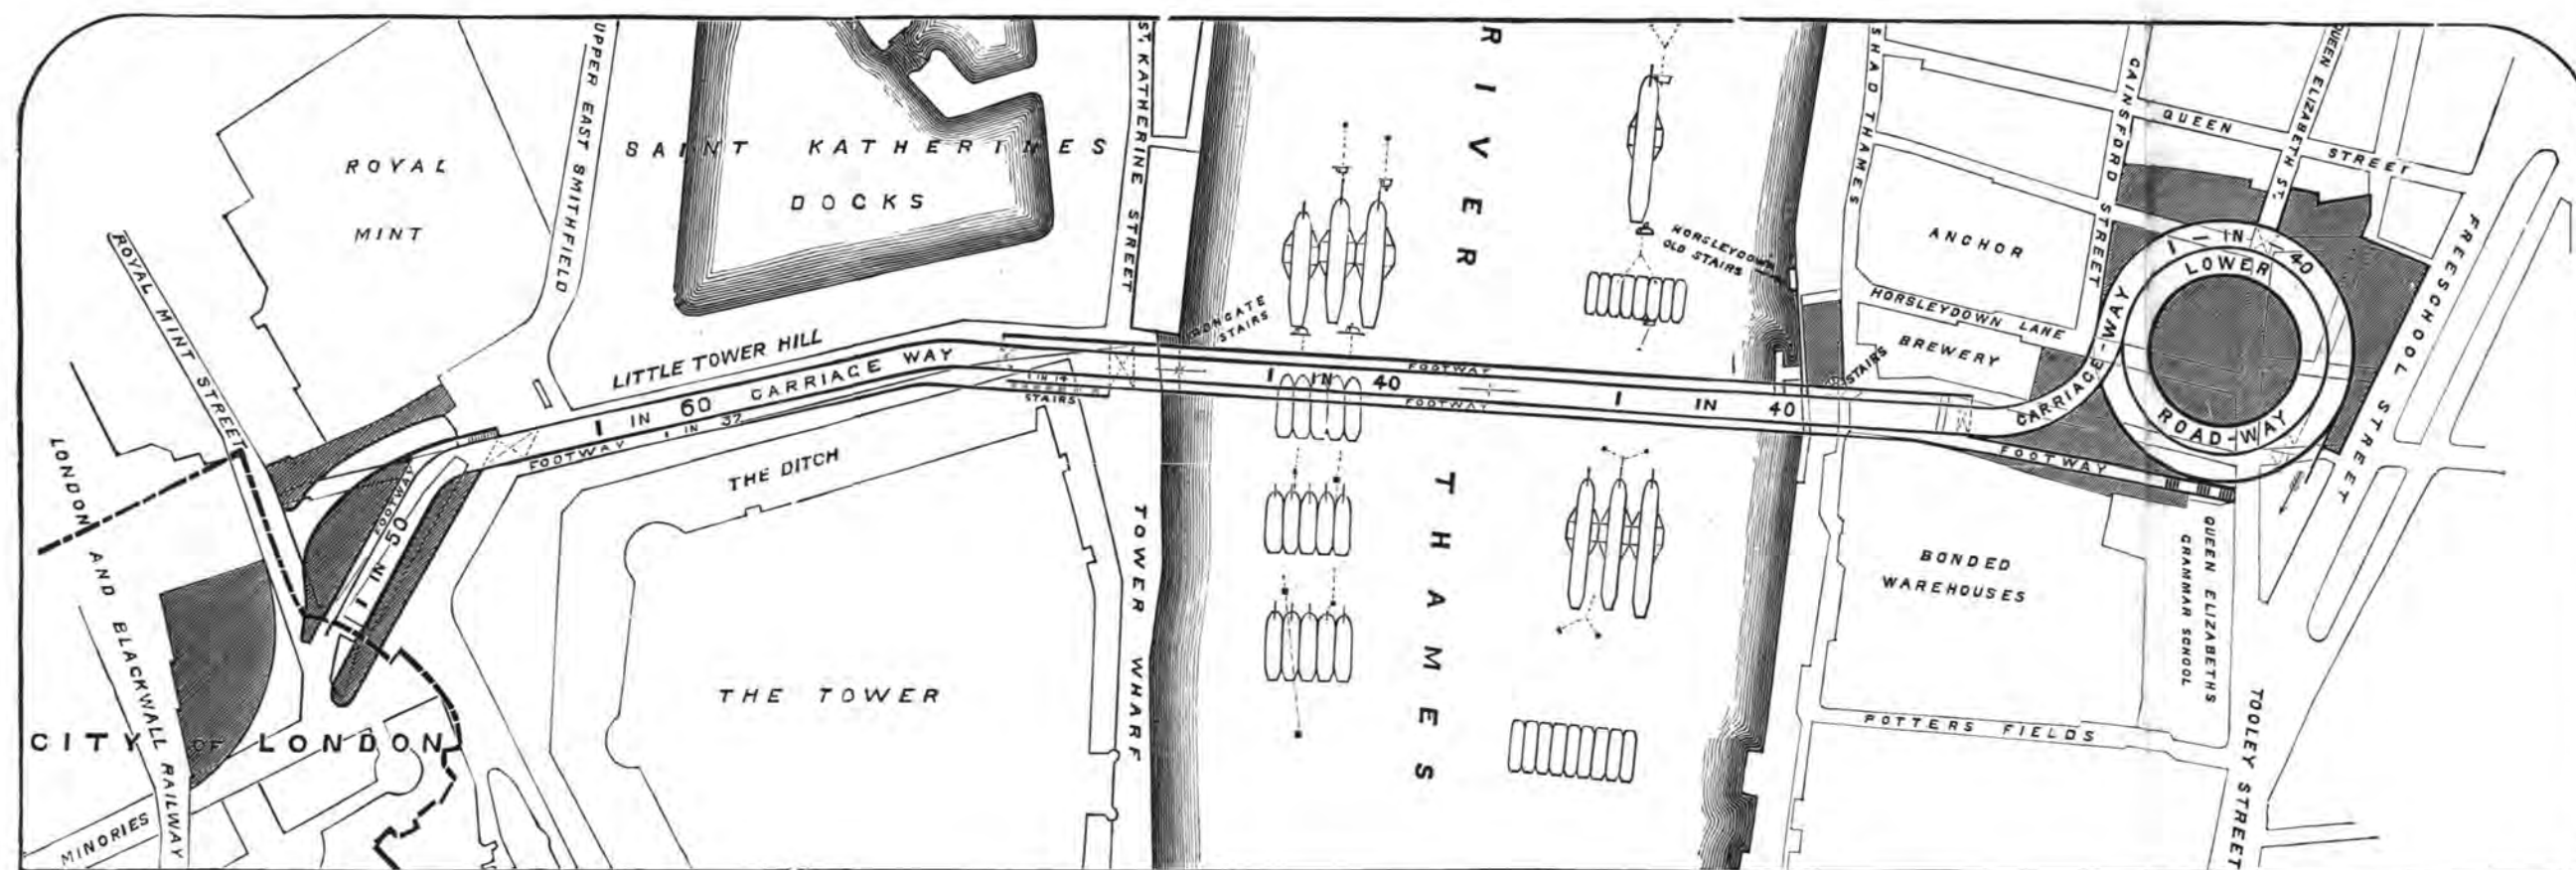 ROYAL
MINT
ROYAL MINT STREET
UPPER EAST SMITHFIELD
SAINT KATHERINES
DOCKS
ST KATHERINE STREET
LITTLE TOWER HILL
1 IN 60 CARRIAGE WAY
FOOTWAY 1 IN 37
FOOTWAY
1 IN 50
LONDON AND BLACKWALL RAILWAY
CITY OF LONDON
MINORIES
THE DITCH
THE TOWER
TOWER WHARF
1 IN 14
STAIRS
IRONGATE
STAIRS
RIVER
THAMES
FOOTWAY
1 IN 40
FOOTWAY
1 IN 40
HORSLEYDOWN
OLD STAIRS
STAIRS
SHAD THAMES
GAINSFORD STREET
QUEEN STREET
QUEEN ELIZABETH ST.
ANCHOR
BREWERY
HORSLEYDOWN LANE
CARRIAGE-WAY
1 IN 40
LOWER
ROAD-WAY
FOOTWAY
FREESCHOOL STREET
BONDED
WAREHOUSES
QUEEN ELIZABETHS
GRAMMAR SCHOOL
POTTERS FIELDS
TOOLEY STREET